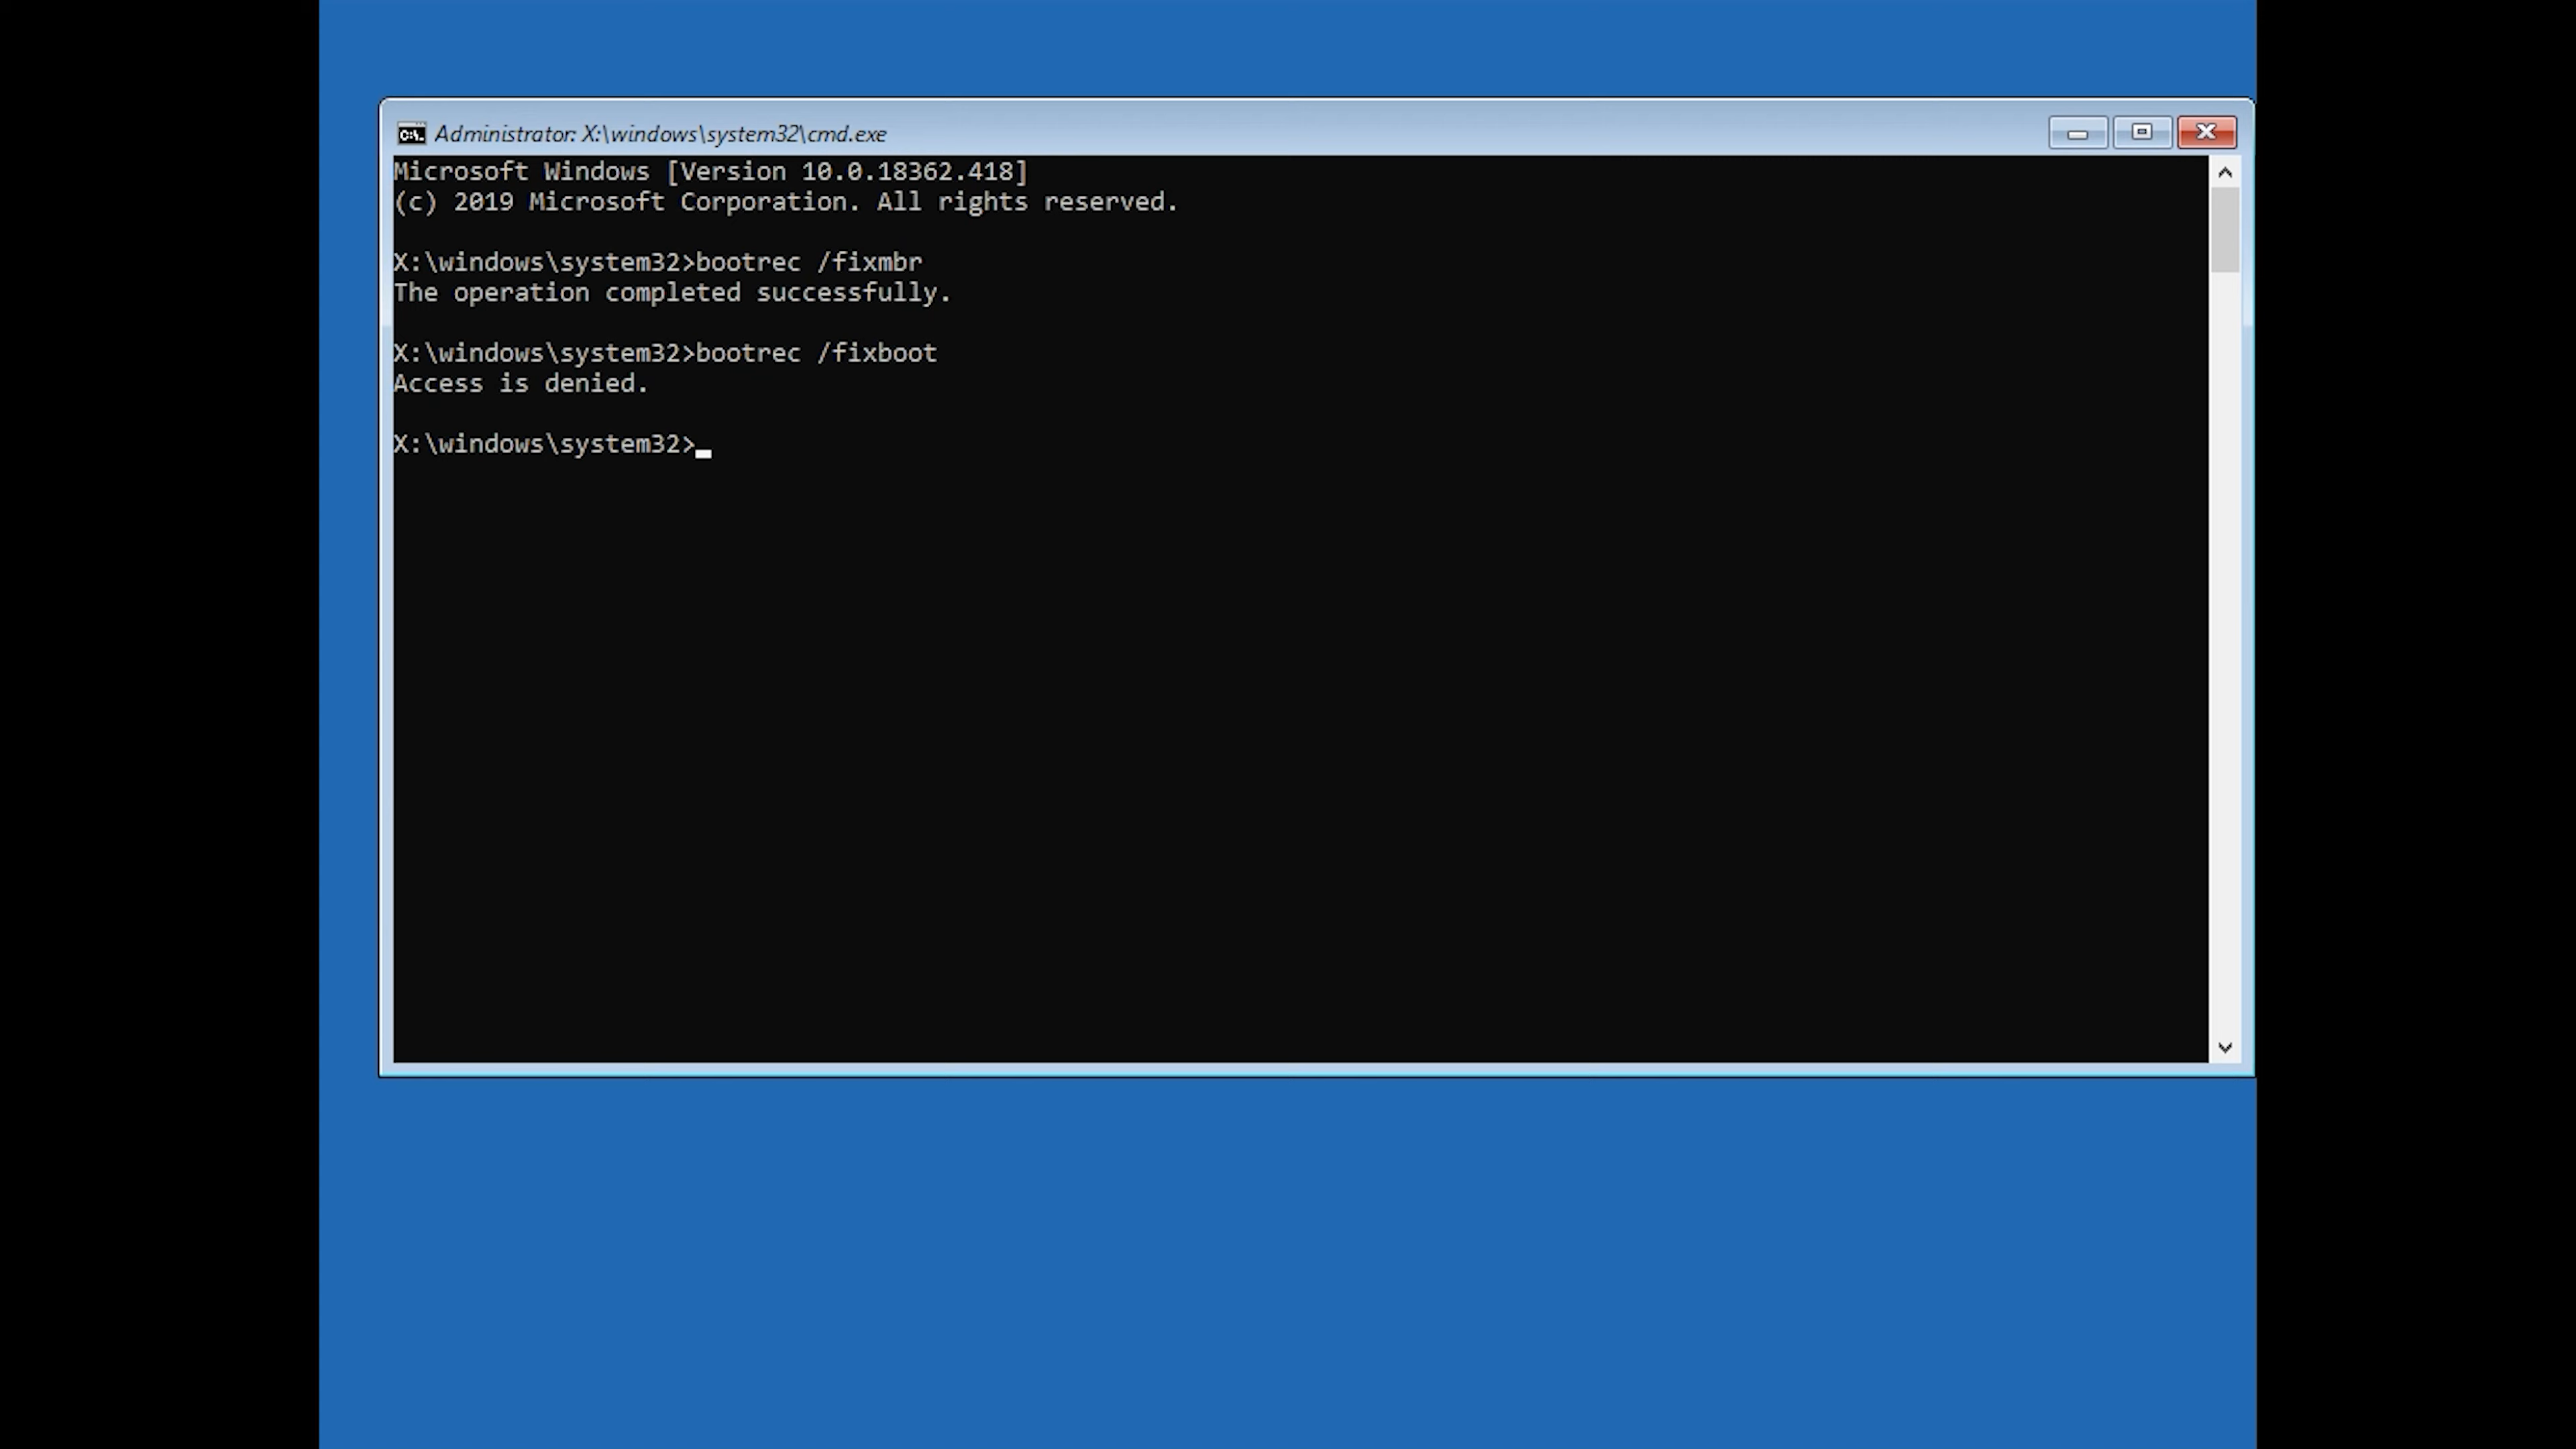 Administrator: X:\windows\system32\cmd.exe
Microsoft Windows [Version 10.0.18362.418]
(c) 2019 Microsoft Corporation. All rights reserved.
X:\windows\system32>bootrec /fixmbr
The operation completed successfully.
X:\windows\system32>bootrec /fixboot
Access is denied.
X:\windows\system32>